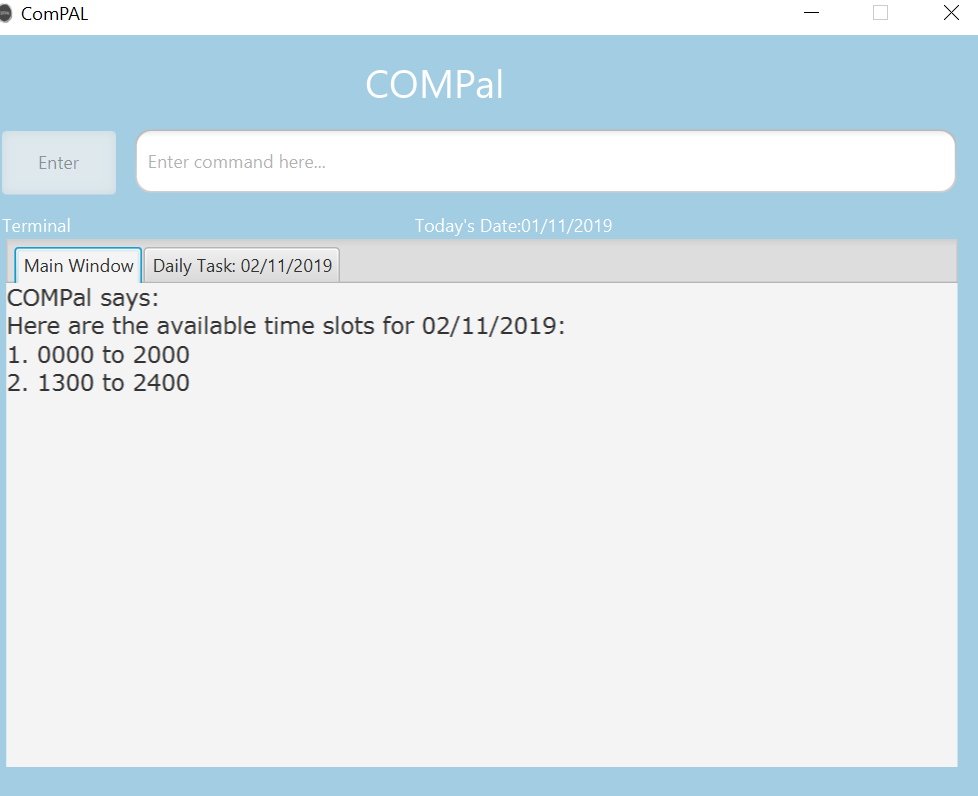 ComPAL
COMPal
Enter
Enter command here...
Terminal
Today's Date:01/11/2019
Main Window
Daily Task: 02/11/2019
COMPal says:
Here are the available time slots for 02/11/2019:
1. 0000 to 2000
2. 1300 to 2400